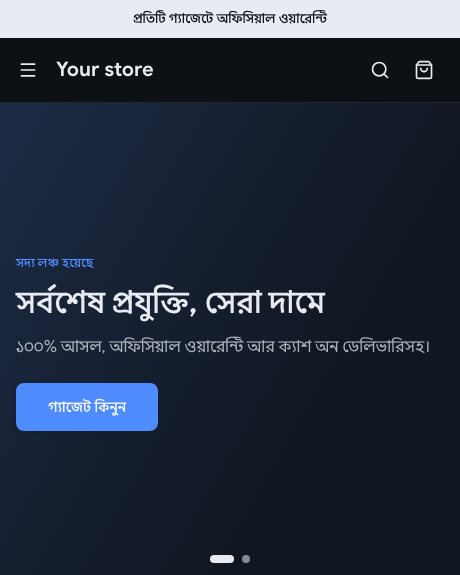 প্রতিটি গ্যাজেটে অফিসিয়াল ওয়ারেন্টি
Your store
সদ্য লঞ্চ হয়েছে
সর্বশেষ প্রযুক্তি, সেরা দামে
১০০% আসল, অফিসিয়াল ওয়ারেন্টি আর ক্যাশ অন ডেলিভারিসহ।
গ্যাজেট কিনুন